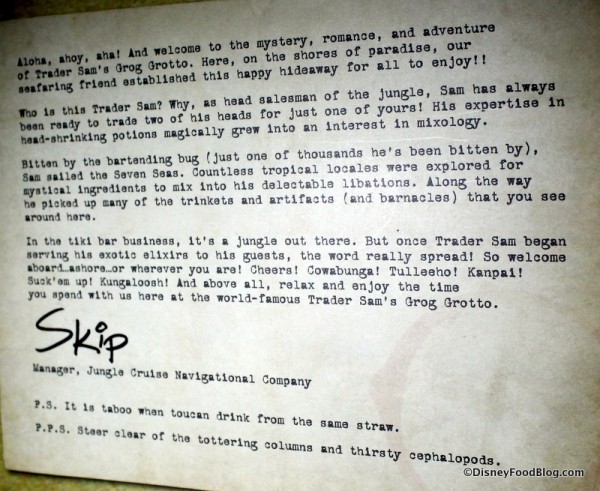 Aloha, ahoy, aha! And welcome to the mystery, romance, and adventure
of Trader Sam's Grog Grotto. Here, on the shores of paradise, our
seafaring friend established this happy hideaway for all to enjoy!!
Who is this Trader Sam? Why, as head salesman of the jungle, Sam has always
been ready to trade two of his heads for just one of yours! His expertise in
head-shrinking potions magically grew into an interest in mixology.
Bitten by the bartending bug (just one of thousands he's been bitten by),
Sam sailed the Seven Seas. Countless tropical locales were explored for
mystical ingredients to mix into his delectable libations. Along the way
he picked up many of the trinkets and artifacts (and barnacles) that you see
around here.
In the tiki bar business, it's a jungle out there. But once Trader Sam began
serving his exotic elixirs to his guests, the word really spread! So welcome
aboard…ashore…or wherever you are! Cheers! Cowabunga! Tulleeho! Kanpai!
Suck'em up! Kungaloosh! And above all, relax and enjoy the time
you spend with us here at the world-famous Trader Sam's Grog Grotto.
Skip
Manager, Jungle Cruise Navigational Company
P.S. It is taboo when toucan drink from the same straw.
P.P.S. Steer clear of the tottering columns and thirsty cephalopods.
©DisneyFoodBlog.com